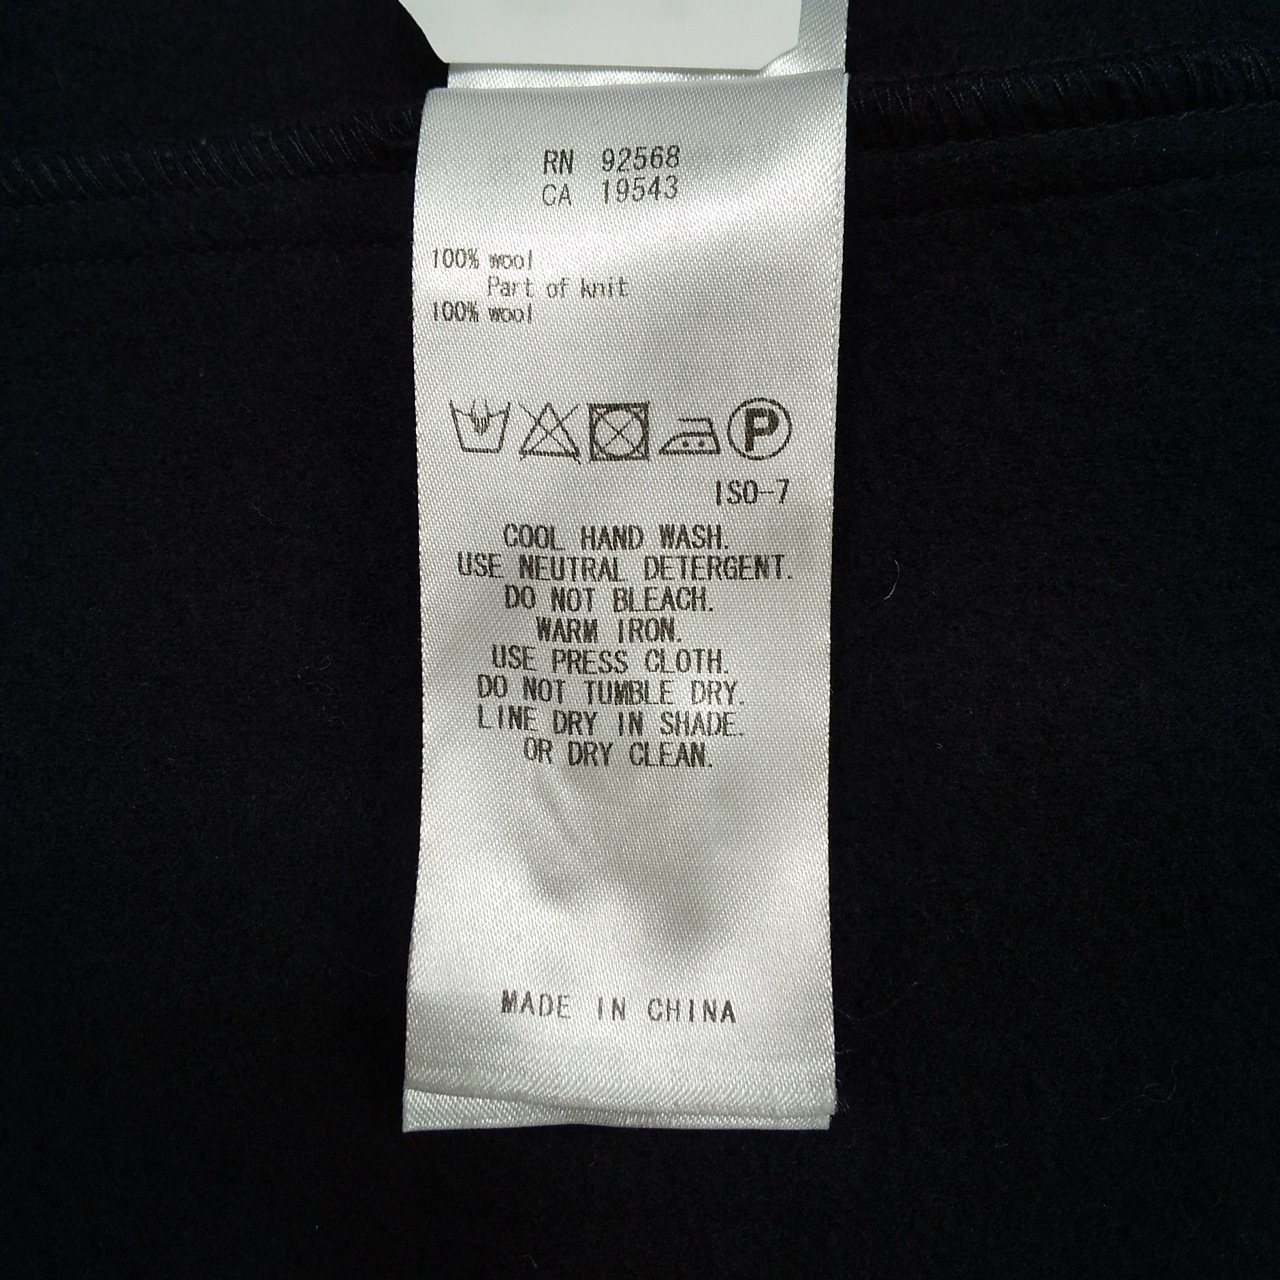 RN 92568
CA 19543
100% wool
Part of knit
100% wool
P
ISO-7
COOL HAND WASH.
USE NEUTRAL DETERGENT.
DO NOT BLEACH.
WARM IRON.
USE PRESS CLOTH.
DO NOT TUMBLE DRY.
LINE DRY IN SHADE.
OR DRY CLEAN.
MADE IN CHINA